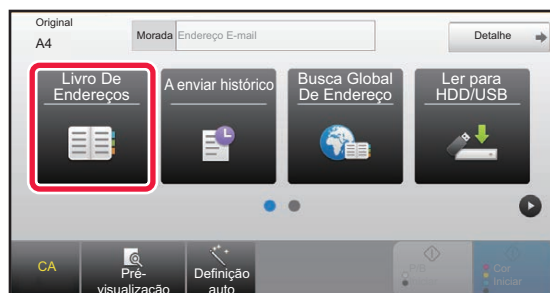 Original
A4
Morada
Endereço E-mail
Detalhe
Livro De
Endereços
A enviar histórico
Busca Global
De Endereço
Ler para
HDD/USB
CA
Pré-
visualização
Definição
auto
P/B
Iniciar
Cor
Iniciar